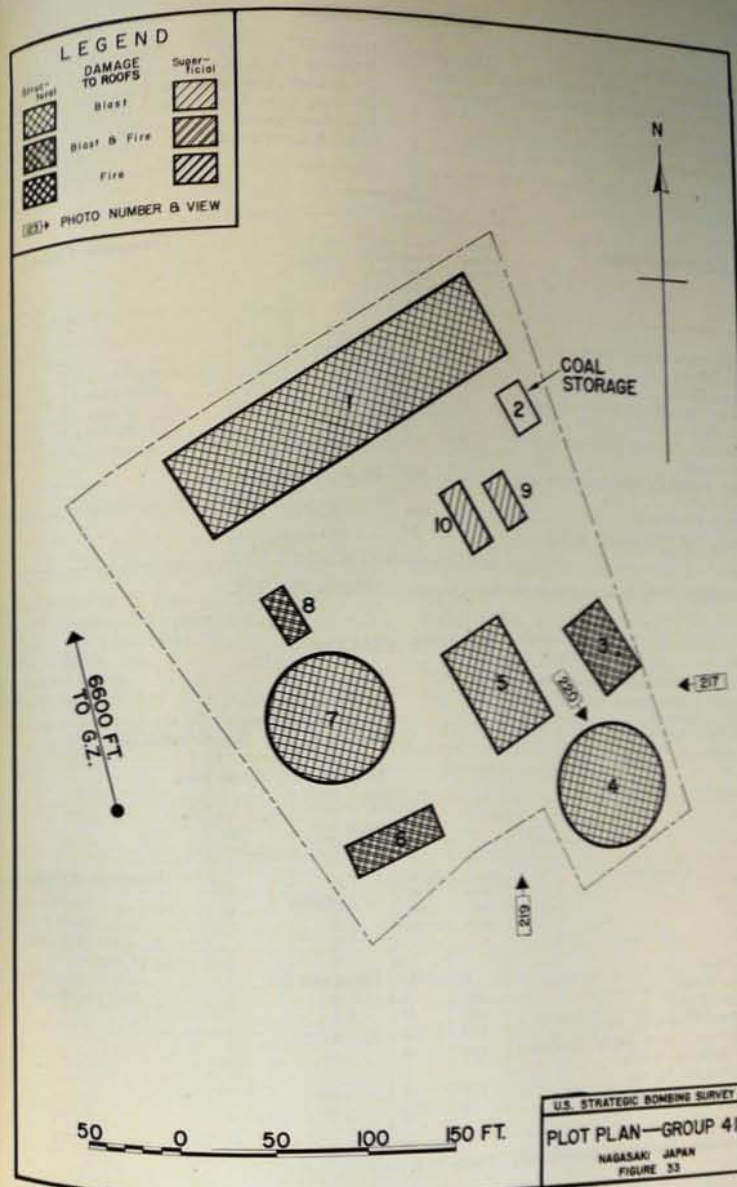 LEGEND
DAMAGE
TO ROOFS
Struc-
tural
Super-
ficial
Blast
Blast & Fire
Fire
PHOTO NUMBER & VIEW
N
COAL
STORAGE
1
2
9
10
8
3
5
220
217
7
4
6600 FT.
TO G.Z.
6
219
50 0 50 100 150 FT.
U.S. STRATEGIC BOMBING SURVEY
PLOT PLAN—GROUP 41
NAGASAKI JAPAN
FIGURE 33